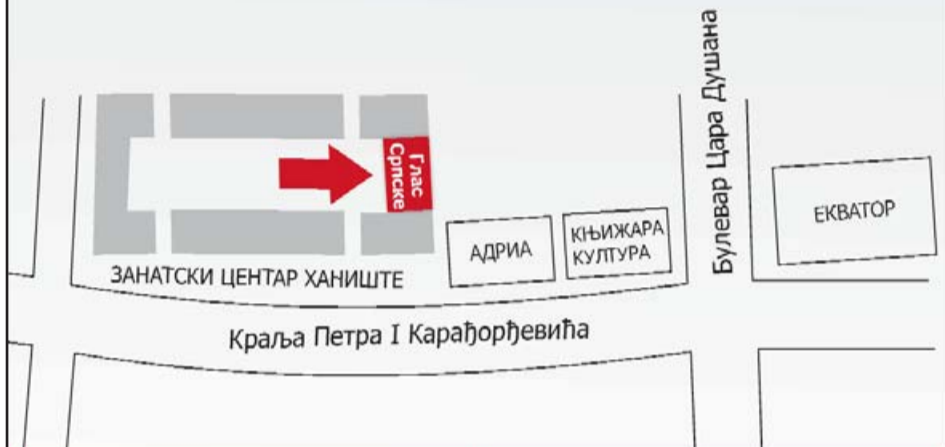 Булевар Цара Душана
Глас
Српске
ЕКВАТОР
АДРИА
КЊИЖАРА
КУЛТУРА
ЗАНАТСКИ ЦЕНТАР ХАНИШТЕ
Краља Петра I Карађорђевића